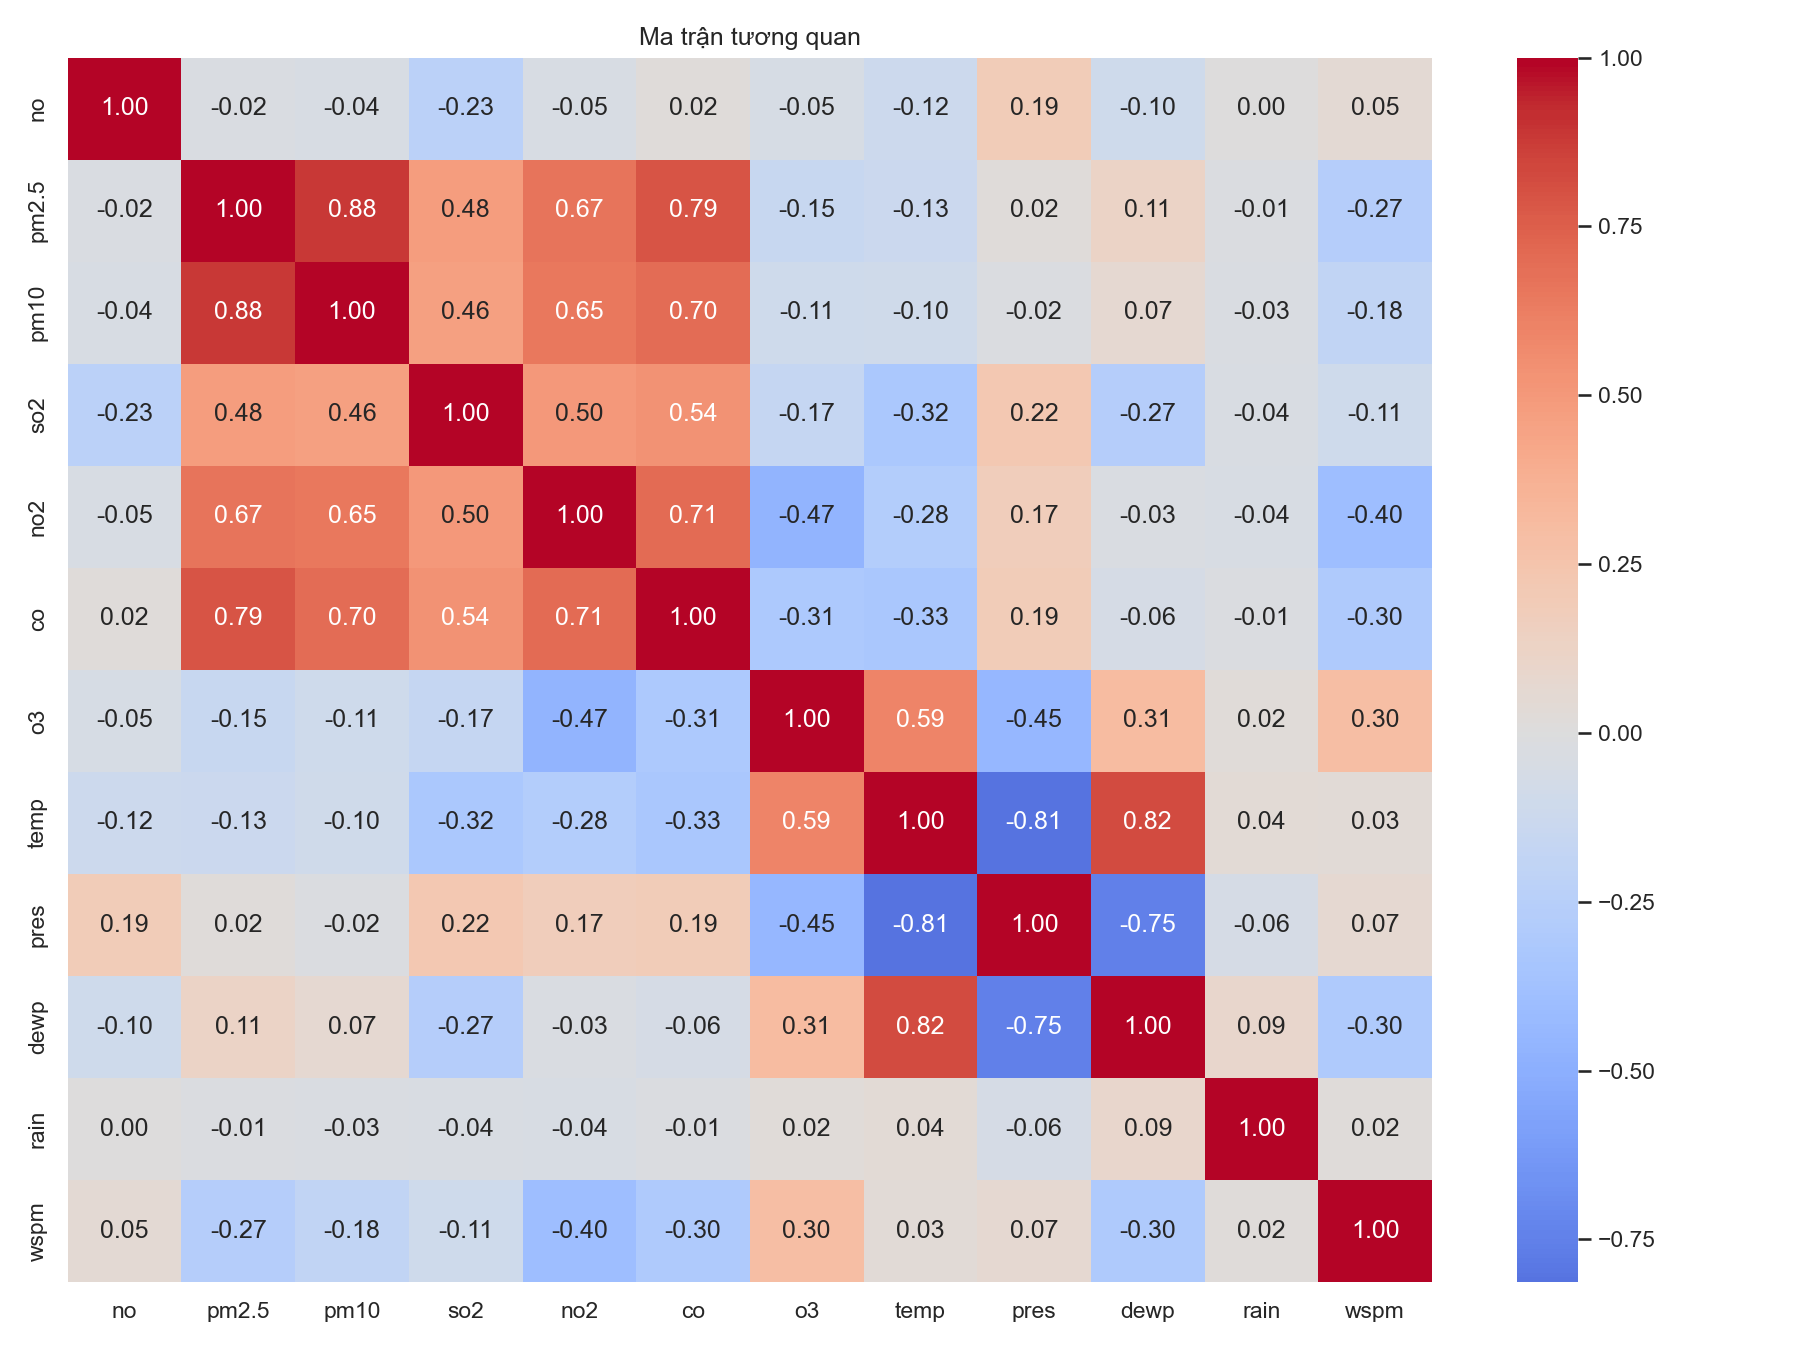 Ma trận tương quan
no 1.00 -0.02 -0.04 -0.23 -0.05 0.02 -0.05 -0.12 0.19 -0.10 0.00 0.05
pm2.5 -0.02 1.00 0.88 0.48 0.67 0.79 -0.15 -0.13 0.02 0.11 -0.01 -0.27
pm10 -0.04 0.88 1.00 0.46 0.65 0.70 -0.11 -0.10 -0.02 0.07 -0.03 -0.18
so2 -0.23 0.48 0.46 1.00 0.50 0.54 -0.17 -0.32 0.22 -0.27 -0.04 -0.11
no2 -0.05 0.67 0.65 0.50 1.00 0.71 -0.47 -0.28 0.17 -0.03 -0.04 -0.40
co 0.02 0.79 0.70 0.54 0.71 1.00 -0.31 -0.33 0.19 -0.06 -0.01 -0.30
o3 -0.05 -0.15 -0.11 -0.17 -0.47 -0.31 1.00 0.59 -0.45 0.31 0.02 0.30
temp -0.12 -0.13 -0.10 -0.32 -0.28 -0.33 0.59 1.00 -0.81 0.82 0.04 0.03
pres 0.19 0.02 -0.02 0.22 0.17 0.19 -0.45 -0.81 1.00 -0.75 -0.06 0.07
dewp -0.10 0.11 0.07 -0.27 -0.03 -0.06 0.31 0.82 -0.75 1.00 0.09 -0.30
rain 0.00 -0.01 -0.03 -0.04 -0.04 -0.01 0.02 0.04 -0.06 0.09 1.00 0.02
wspm 0.05 -0.27 -0.18 -0.11 -0.40 -0.30 0.30 0.03 0.07 -0.30 0.02 1.00
no pm2.5 pm10 so2 no2 co o3 temp pres dewp rain wspm
1.00
0.75
0.50
0.25
0.00
−0.25
−0.50
−0.75